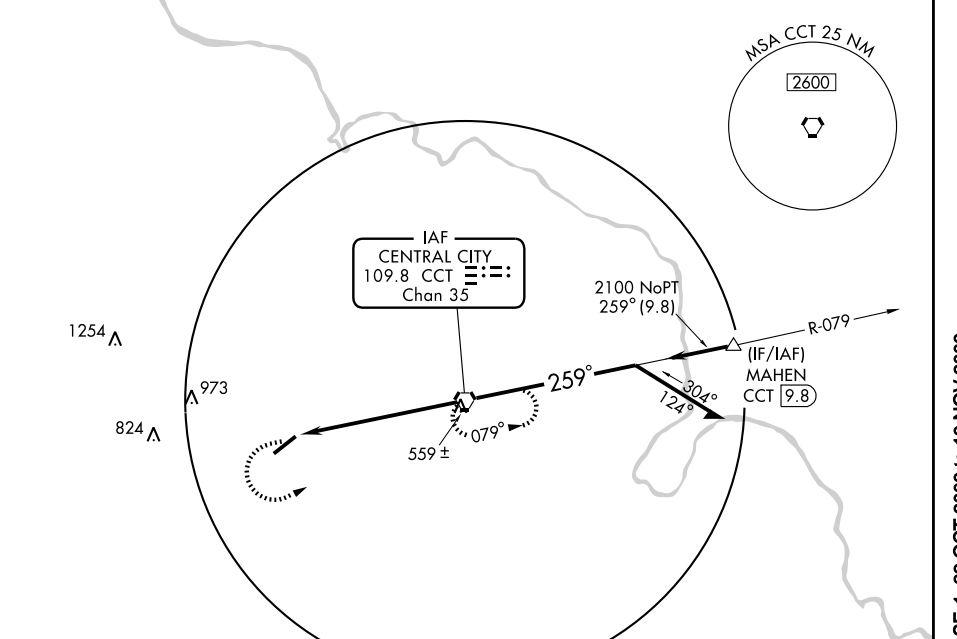 MSA CCT 25 NM
2600
IAF
CENTRAL CITY
109.8 CCT
Chan 35
2100 NoPT
259° (9.8)
R-079
1254
(IF/IAF)
MAHEN
CCT 9.8
259°
304°
124°
973
824
079°
559 ±